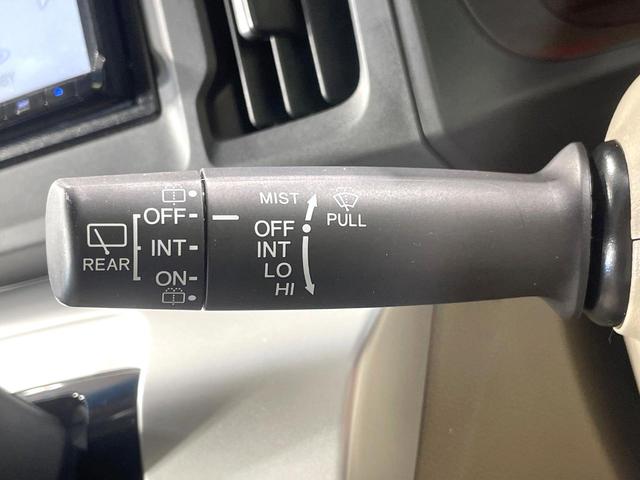 OFF
INT
ON
REAR
MIST
OFF
INT
LO
HI
PULL